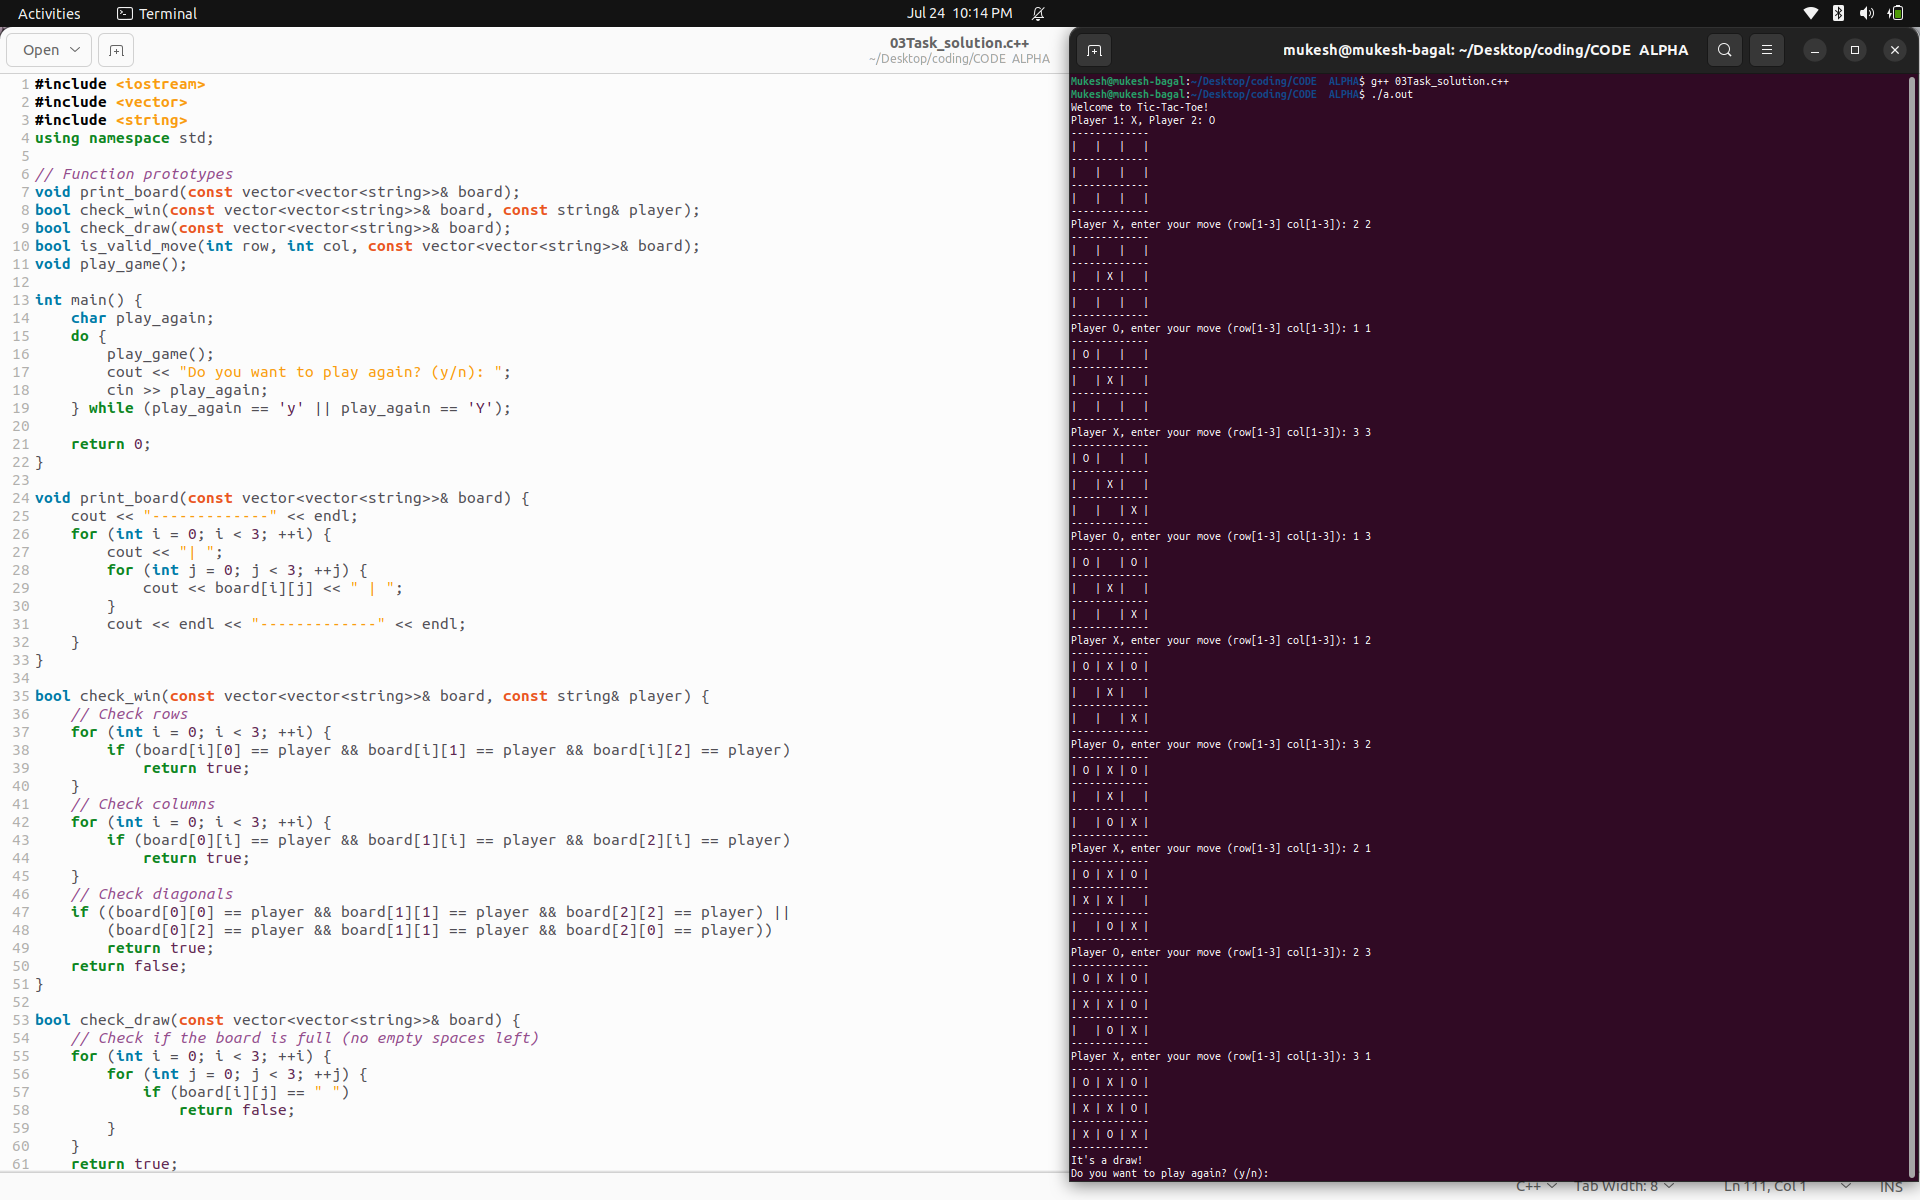 Activities Terminal Jul 24 10:14 PM
Open 03Task_solution.c++
~/Desktop/coding/CODE ALPHA
1 #include <iostream>
2 #include <vector>
3 #include <string>
4 using namespace std;
5
6 // Function prototypes
7 void print_board(const vector<vector<string>>& board);
8 bool check_win(const vector<vector<string>>& board, const string& player);
9 bool check_draw(const vector<vector<string>>& board);
10 bool is_valid_move(int row, int col, const vector<vector<string>>& board);
11 void play_game();
12
13 int main() {
14     char play_again;
15     do {
16         play_game();
17         cout << "Do you want to play again? (y/n): ";
18         cin >> play_again;
19     } while (play_again == 'y' || play_again == 'Y');
20
21     return 0;
22 }
23
24 void print_board(const vector<vector<string>>& board) {
25     cout << "-------------" << endl;
26     for (int i = 0; i < 3; ++i) {
27         cout << "| ";
28         for (int j = 0; j < 3; ++j) {
29             cout << board[i][j] << " | ";
30         }
31         cout << endl << "-------------" << endl;
32     }
33 }
34
35 bool check_win(const vector<vector<string>>& board, const string& player) {
36     // Check rows
37     for (int i = 0; i < 3; ++i) {
38         if (board[i][0] == player && board[i][1] == player && board[i][2] == player)
39             return true;
40     }
41     // Check columns
42     for (int i = 0; i < 3; ++i) {
43         if (board[0][i] == player && board[1][i] == player && board[2][i] == player)
44             return true;
45     }
46     // Check diagonals
47     if ((board[0][0] == player && board[1][1] == player && board[2][2] == player) ||
48         (board[0][2] == player && board[1][1] == player && board[2][0] == player))
49         return true;
50     return false;
51 }
52
53 bool check_draw(const vector<vector<string>>& board) {
54     // Check if the board is full (no empty spaces left)
55     for (int i = 0; i < 3; ++i) {
56         for (int j = 0; j < 3; ++j) {
57             if (board[i][j] == " ")
58                 return false;
59         }
60     }
61     return true;
C++ Tab Width: 8 Ln 111, Col 1 INS
mukesh@mukesh-bagal: ~/Desktop/coding/CODE ALPHA
Mukesh@mukesh-bagal:~/Desktop/coding/CODE  ALPHA$ g++ 03Task_solution.c++
Mukesh@mukesh-bagal:~/Desktop/coding/CODE  ALPHA$ ./a.out
Welcome to Tic-Tac-Toe!
Player 1: X, Player 2: O
-------------
|   |   |   |
-------------
|   |   |   |
-------------
|   |   |   |
-------------
Player X, enter your move (row[1-3] col[1-3]): 2 2
-------------
|   |   |   |
-------------
|   | X |   |
-------------
|   |   |   |
-------------
Player O, enter your move (row[1-3] col[1-3]): 1 1
-------------
| O |   |   |
-------------
|   | X |   |
-------------
|   |   |   |
-------------
Player X, enter your move (row[1-3] col[1-3]): 3 3
-------------
| O |   |   |
-------------
|   | X |   |
-------------
|   |   | X |
-------------
Player O, enter your move (row[1-3] col[1-3]): 1 3
-------------
| O |   | O |
-------------
|   | X |   |
-------------
|   |   | X |
-------------
Player X, enter your move (row[1-3] col[1-3]): 1 2
-------------
| O | X | O |
-------------
|   | X |   |
-------------
|   |   | X |
-------------
Player O, enter your move (row[1-3] col[1-3]): 3 2
-------------
| O | X | O |
-------------
|   | X |   |
-------------
|   | O | X |
-------------
Player X, enter your move (row[1-3] col[1-3]): 2 1
-------------
| O | X | O |
-------------
| X | X |   |
-------------
|   | O | X |
-------------
Player O, enter your move (row[1-3] col[1-3]): 2 3
-------------
| O | X | O |
-------------
| X | X | O |
-------------
|   | O | X |
-------------
Player X, enter your move (row[1-3] col[1-3]): 3 1
-------------
| O | X | O |
-------------
| X | X | O |
-------------
| X | O | X |
-------------
It's a draw!
Do you want to play again? (y/n):